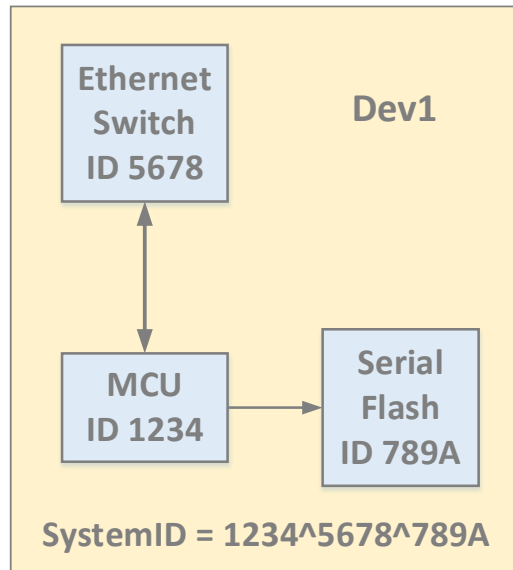 Ethernet
Switch
ID 5678
Dev1
MCU
ID 1234
Serial
Flash
ID 789A
SystemID = 1234^5678^789A